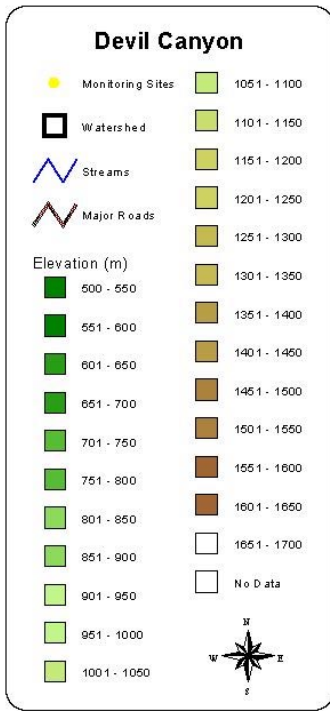 Devil Canyon
Monitoring Sites
Watershed
Streams
Major Roads
Elevation (m)
500 - 550
551 - 600
601 - 650
651 - 700
701 - 750
751 - 800
801 - 850
851 - 900
901 - 950
951 - 1000
1001 - 1050
1051 - 1100
1101 - 1150
1151 - 1200
1201 - 1250
1251 - 1300
1301 - 1350
1351 - 1400
1401 - 1450
1451 - 1500
1501 - 1550
1551 - 1600
1601 - 1650
1651 - 1700
No Data
N
W E
S